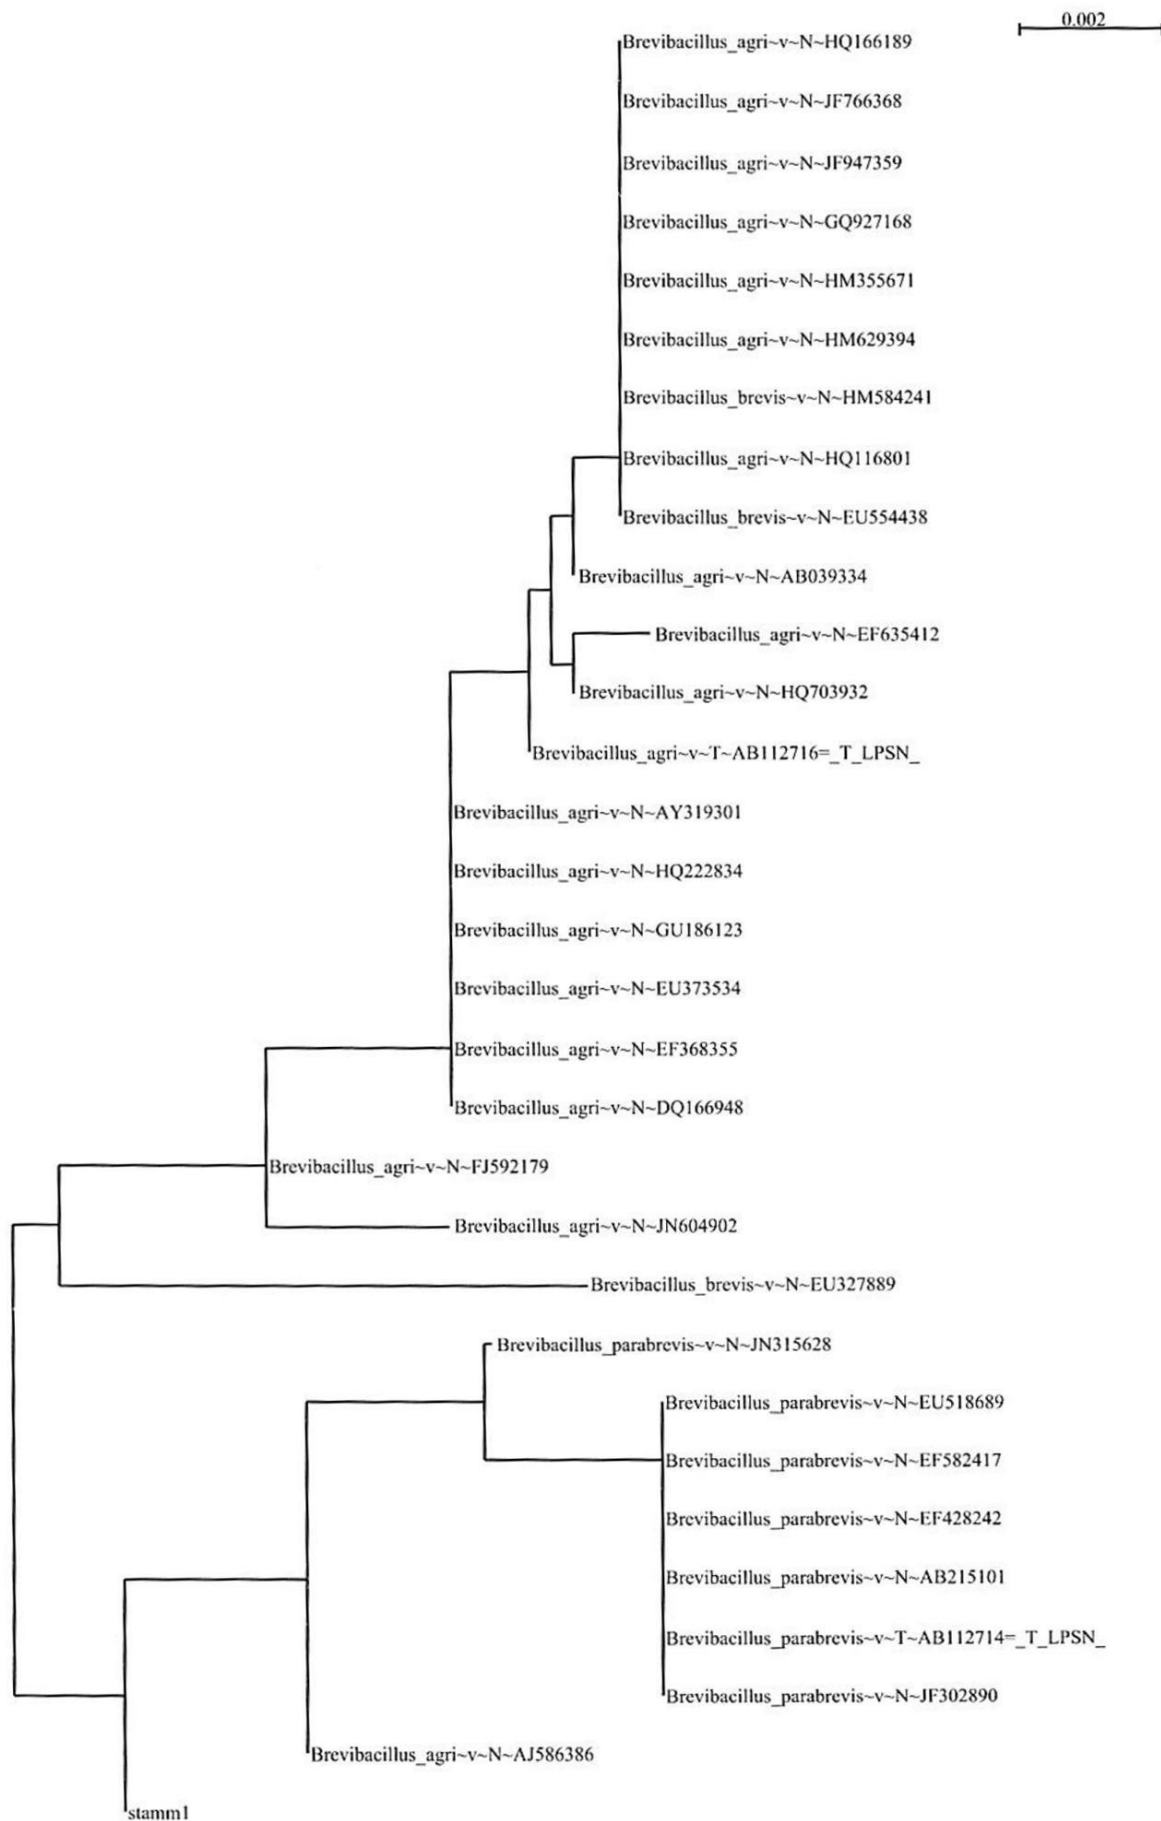 0.002
Brevibacillus_agri~v~N~HQ166189
Brevibacillus_agri~v~N~JF766368
Brevibacillus_agri~v~N~JF947359
Brevibacillus_agri~v~N~GQ927168
Brevibacillus_agri~v~N~HM355671
Brevibacillus_agri~v~N~HM629394
Brevibacillus_brevis~v~N~HM584241
Brevibacillus_agri~v~N~HQ116801
Brevibacillus_brevis~v~N~EU554438
Brevibacillus_agri~v~N~AB039334
Brevibacillus_agri~v~N~EF635412
Brevibacillus_agri~v~N~HQ703932
Brevibacillus_agri~v~T~AB112716=_T_LPSN_
Brevibacillus_agri~v~N~AY319301
Brevibacillus_agri~v~N~HQ222834
Brevibacillus_agri~v~N~GU186123
Brevibacillus_agri~v~N~EU373534
Brevibacillus_agri~v~N~EF368355
Brevibacillus_agri~v~N~DQ166948
Brevibacillus_agri~v~N~FJ592179
Brevibacillus_agri~v~N~JN604902
Brevibacillus_brevis~v~N~EU327889
Brevibacillus_parabrevis~v~N~JN315628
Brevibacillus_parabrevis~v~N~EU518689
Brevibacillus_parabrevis~v~N~EF582417
Brevibacillus_parabrevis~v~N~EF428242
Brevibacillus_parabrevis~v~N~AB215101
Brevibacillus_parabrevis~v~T~AB112714=_T_LPSN_
Brevibacillus_parabrevis~v~N~JF302890
Brevibacillus_agri~v~N~AJ586386
stamm1